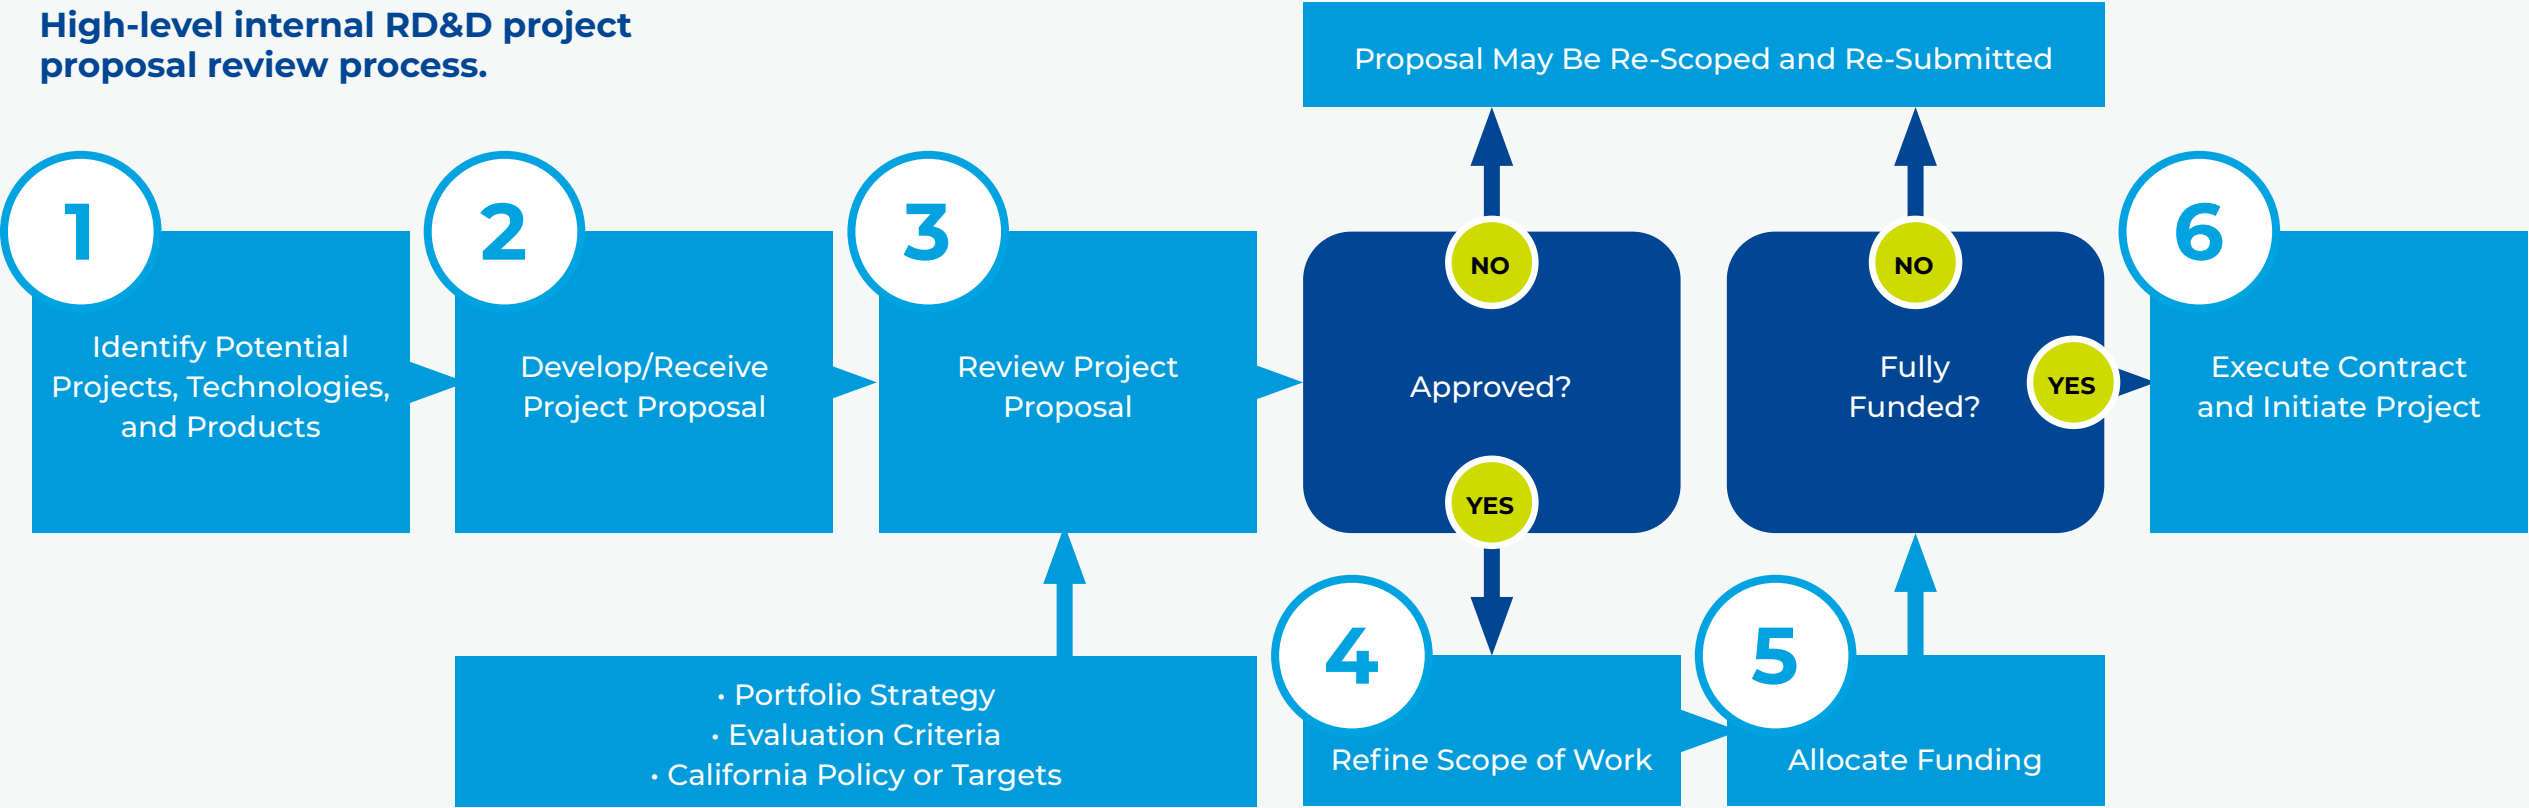 High-level internal RD&D project
proposal review process.
1
Identify Potential
Projects, Technologies,
and Products
2
Develop/Receive
Project Proposal
3
Review Project
Proposal
· Portfolio Strategy
· Evaluation Criteria
· California Policy or Targets
Proposal May Be Re-Scoped and Re-Submitted
NO
Approved?
YES
4
Refine Scope of Work
5
Allocate Funding
NO
Fully
Funded?
YES
6
Execute Contract
and Initiate Project